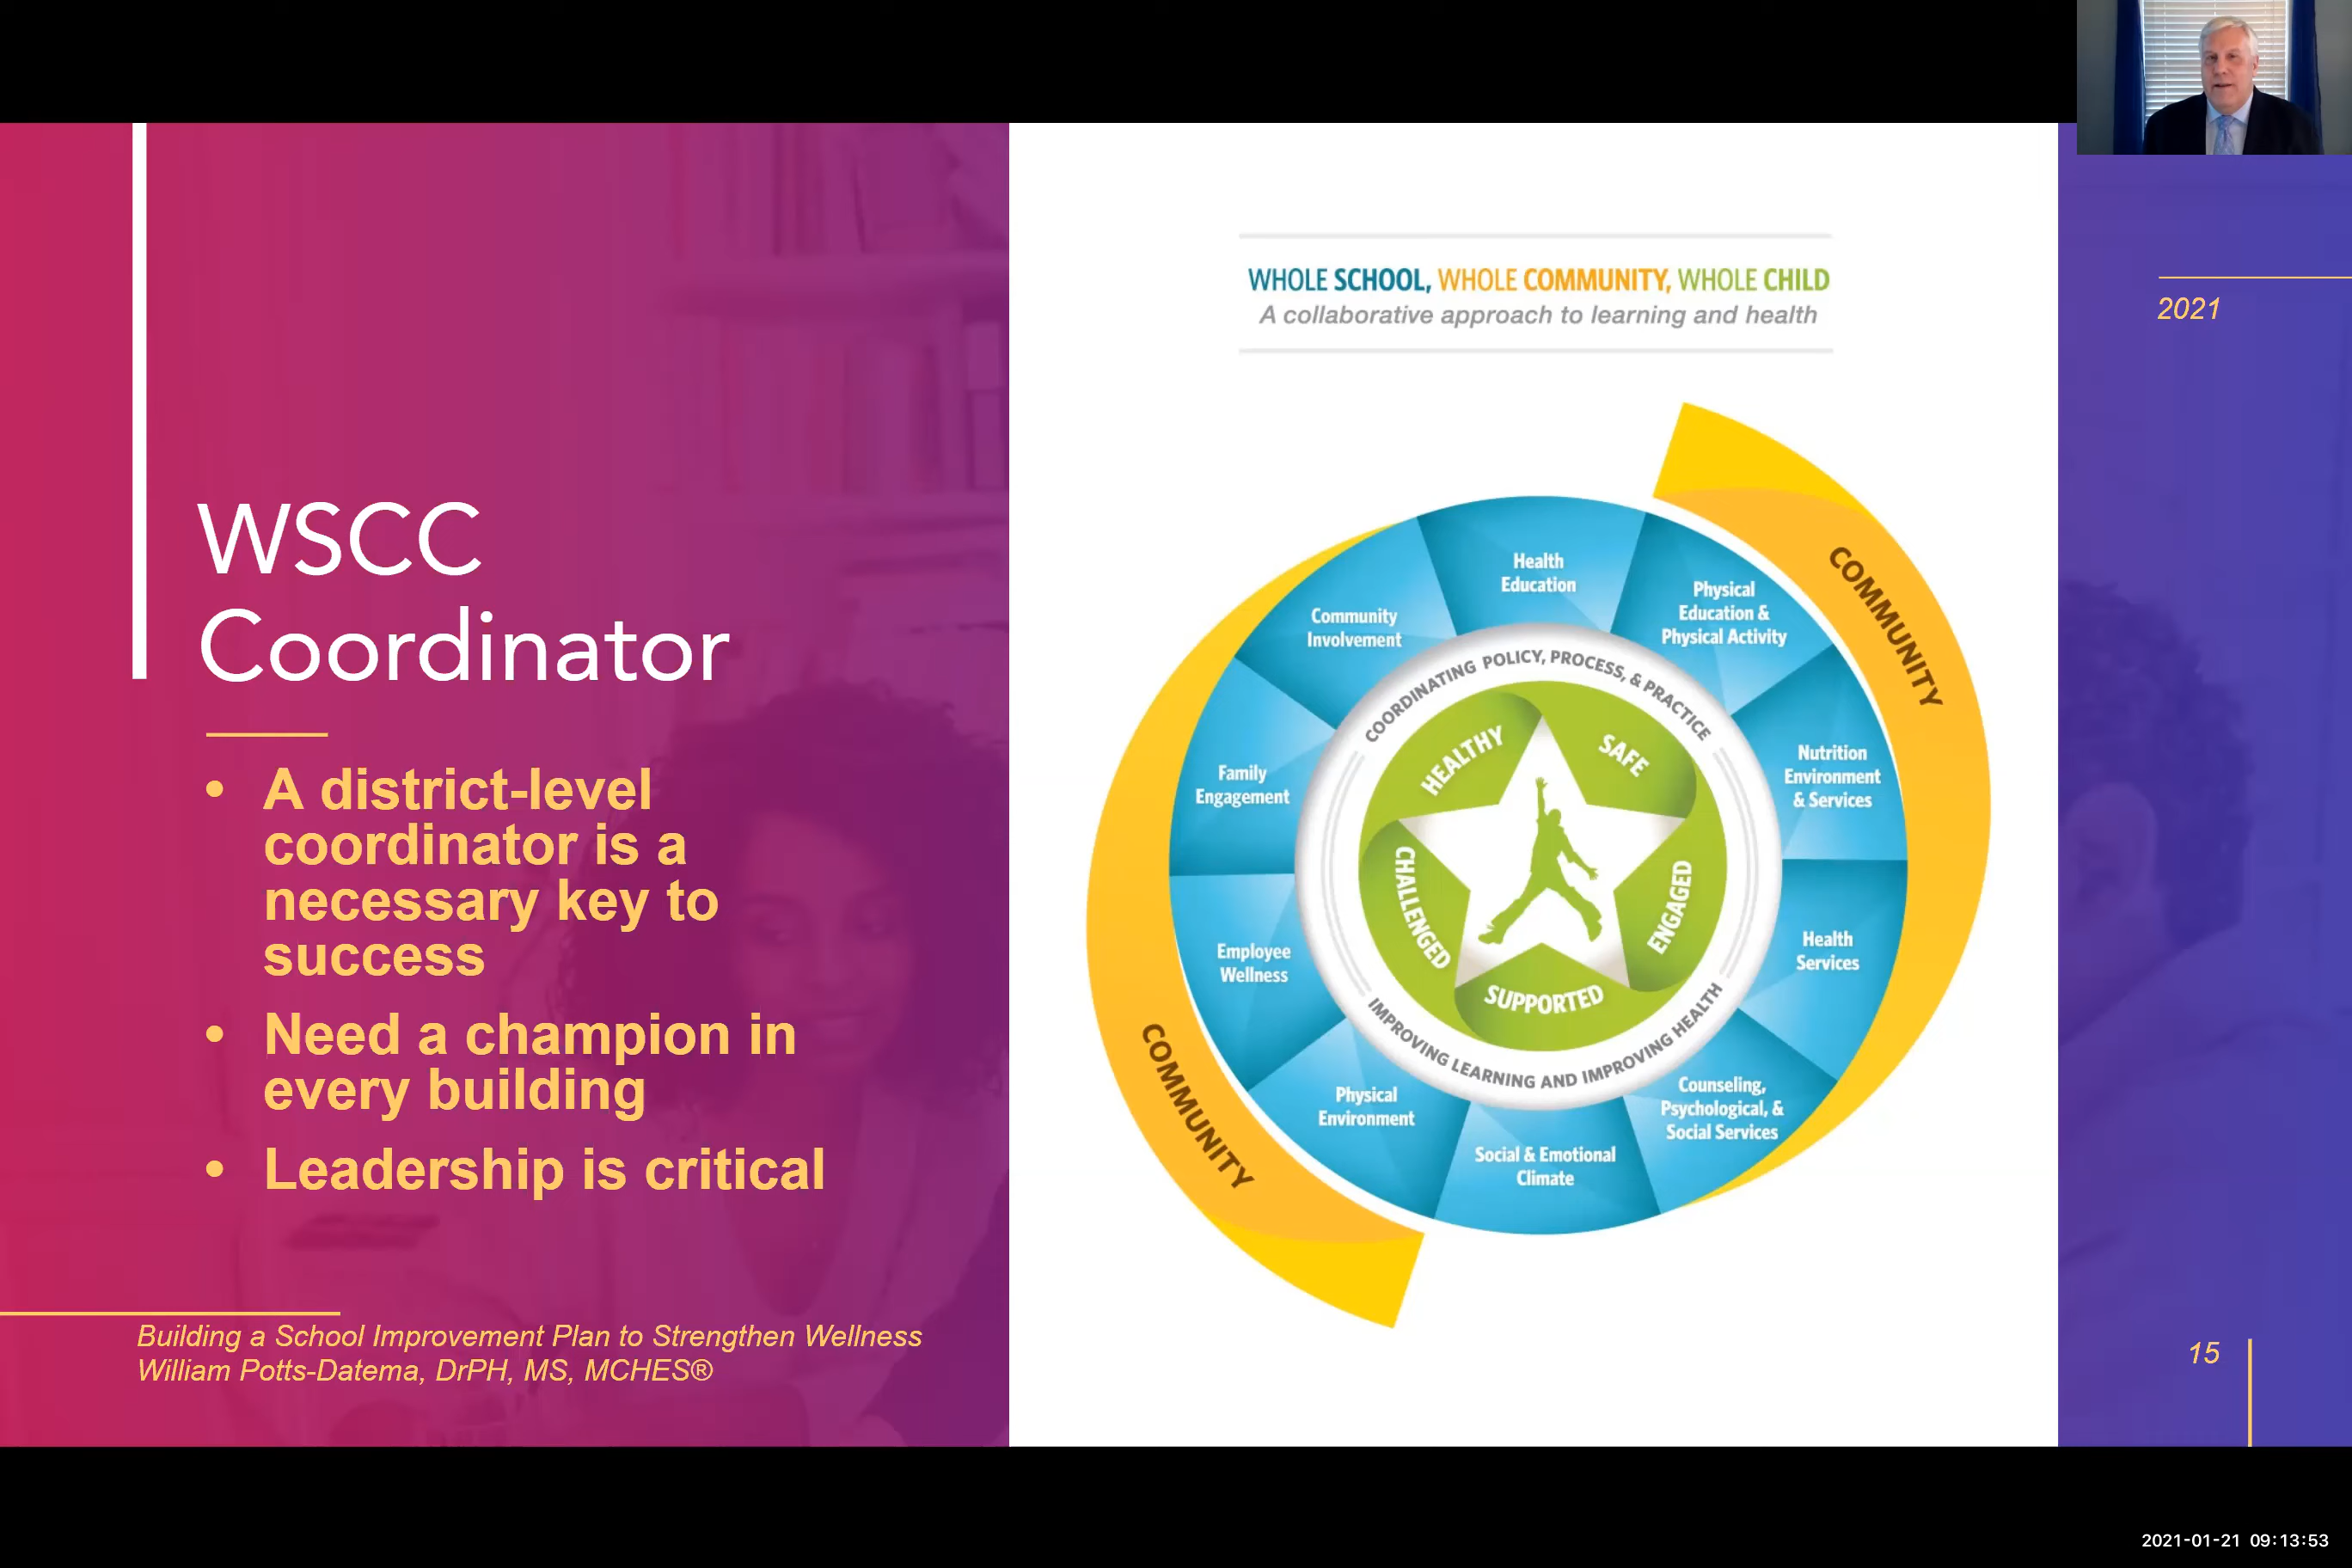 WSCC
Coordinator
• A district-level
coordinator is a
necessary key to
success
• Need a champion in
every building
• Leadership is critical
Building a School Improvement Plan to Strengthen Wellness
William Potts-Datema, DrPH, MS, MCHES®
WHOLE SCHOOL, WHOLE COMMUNITY, WHOLE CHILD
A collaborative approach to learning and health
COMMUNITY
Health
Education
Physical
Education &
Physical Activity
Nutrition
Environment
& Services
Health
Services
Counseling,
Psychological, &
Social Services
Social & Emotional
Climate
Physical
Environment
Employee
Wellness
Family
Engagement
Community
Involvement
COORDINATING POLICY, PROCESS, & PRACTICE
IMPROVING LEARNING AND IMPROVING HEALTH
HEALTHY
SAFE
ENGAGED
SUPPORTED
CHALLENGED
COMMUNITY
2021
15
2021-01-21 09:13:53